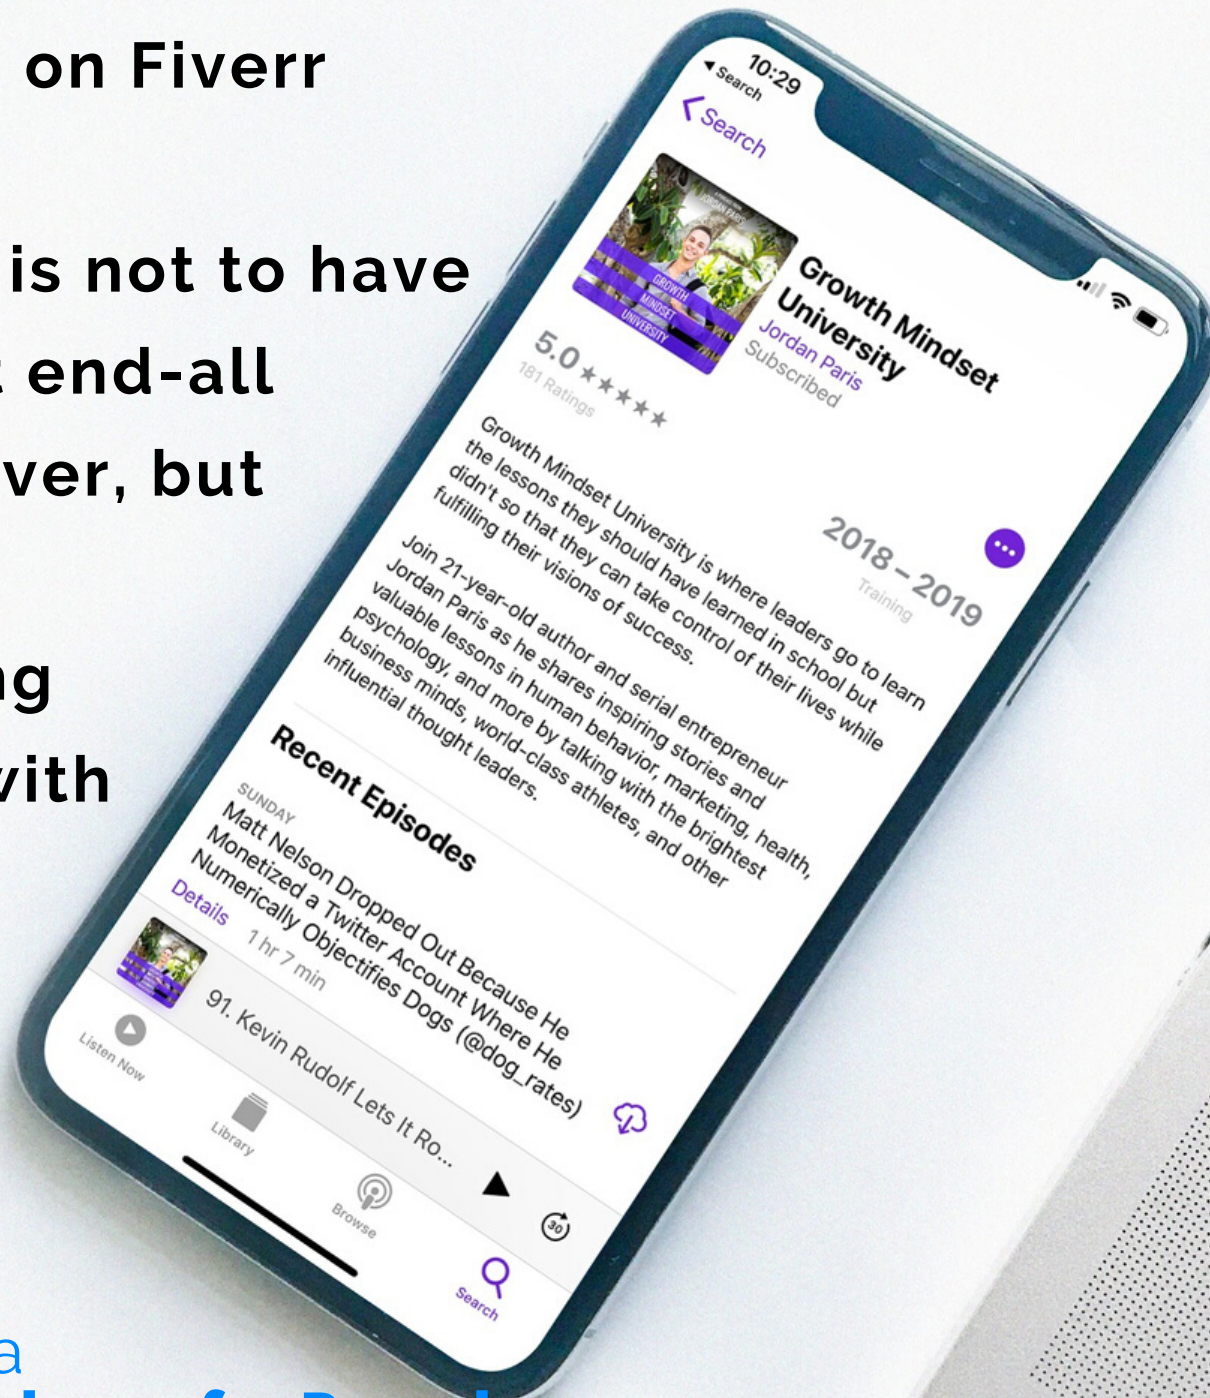 on Fiverr
is not to have
end-all
ver, but
ng
with
a
10:29
Search
Search
JORDAN PARIS
GROWTH
MINDSET
UNIVERSITY
Growth Mindset
University
Jordan Paris
Subscribed
5.0 ★★★★★
181 Ratings
2018 – 2019
Training
Growth Mindset University is where leaders go to learn
the lessons they should have learned in school but
didn't so that they can take control of their lives while
fulfilling their visions of success.
Join 21-year-old author and serial entrepreneur
Jordan Paris as he shares inspiring stories and
valuable lessons in human behavior, marketing, health,
psychology, and more by talking with the brightest
business minds, world-class athletes, and other
influential thought leaders.
Recent Episodes
SUNDAY
Matt Nelson Dropped Out Because He
Monetized a Twitter Account Where He
Numerically Objectifies Dogs (@dog_rates)
Details
1 hr 7 min
91. Kevin Rudolf Lets It Ro...
30
Listen Now
Library
Browse
Search